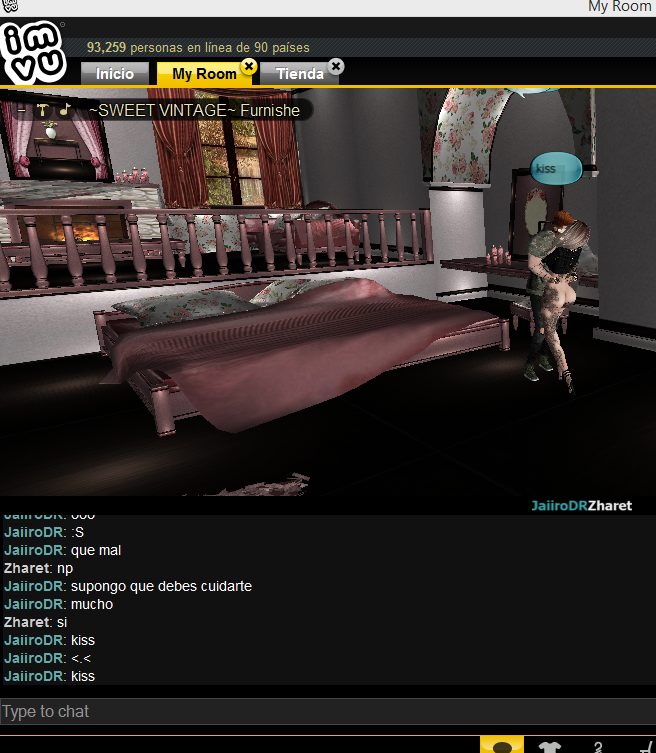 My Room
imvu
93,259 personas en línea de 90 países
Inicio
My Room
Tienda
~SWEET VINTAGE~ Furnishe
kiss
JaiiroDRZharet
JaiiroDR: :S
JaiiroDR: que mal
Zharet: np
JaiiroDR: supongo que debes cuidarte
JaiiroDR: mucho
Zharet: si
JaiiroDR: kiss
JaiiroDR: <.<
JaiiroDR: kiss
Type to chat